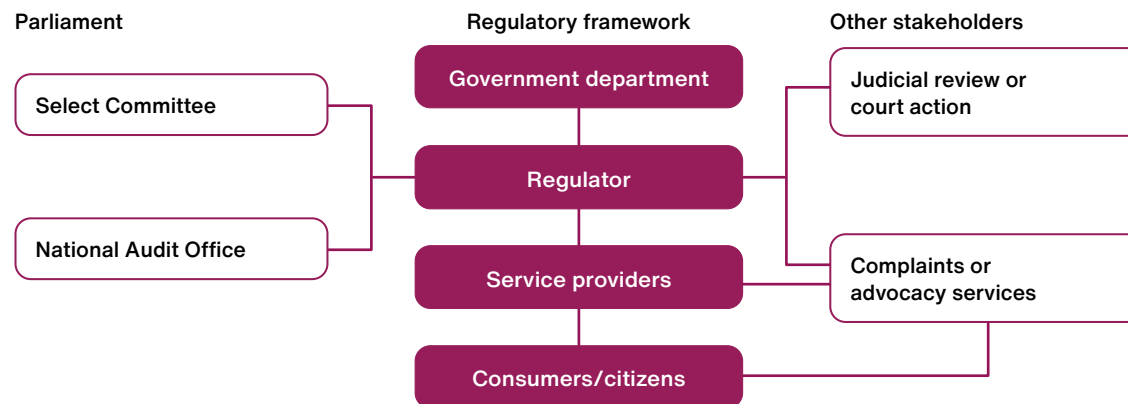 Parliament
Regulatory framework
Other stakeholders
Government department
Select Committee
Judicial review or
court action
Regulator
National Audit Office
Service providers
Complaints or
advocacy services
Consumers/citizens